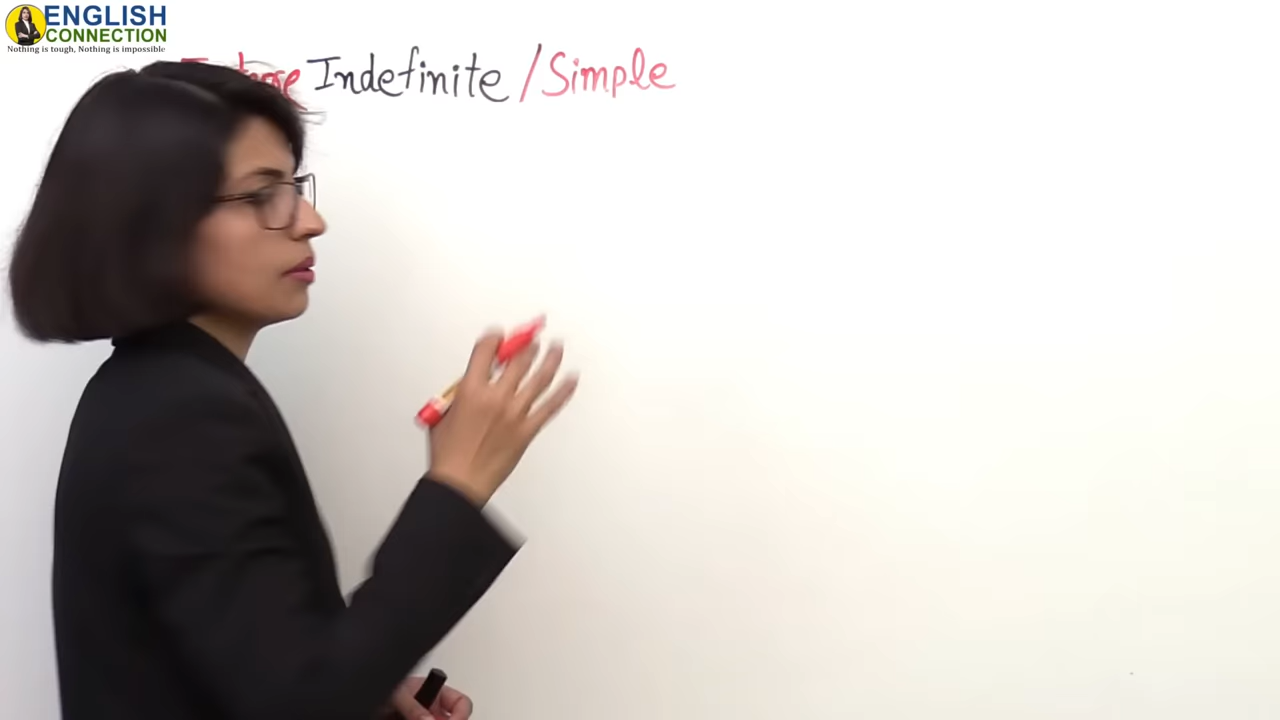 ENGLISH
CONNECTION
Nothing is tough, Nothing is impossible
Indefinite / Simple